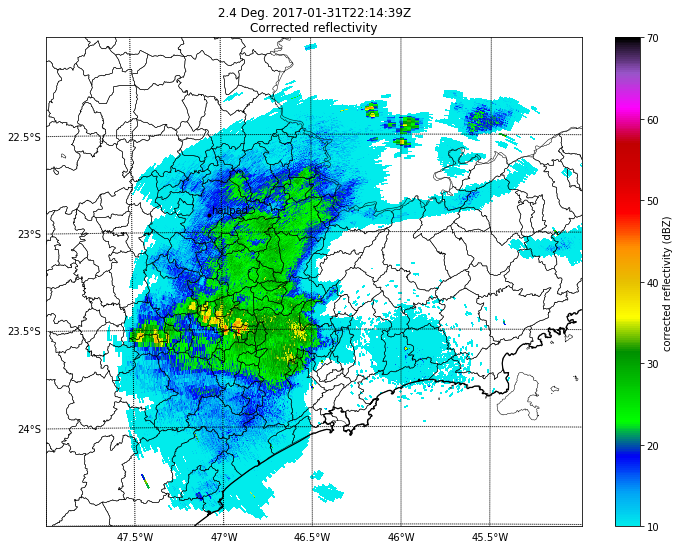 2.4 Deg. 2017-01-31T22:14:39Z
Corrected reflectivity
22.5°S
23°S
23.5°S
24°S
47.5°W
47°W
46.5°W
46°W
45.5°W
70
60
50
40
30
20
10
corrected reflectivity (dBZ)